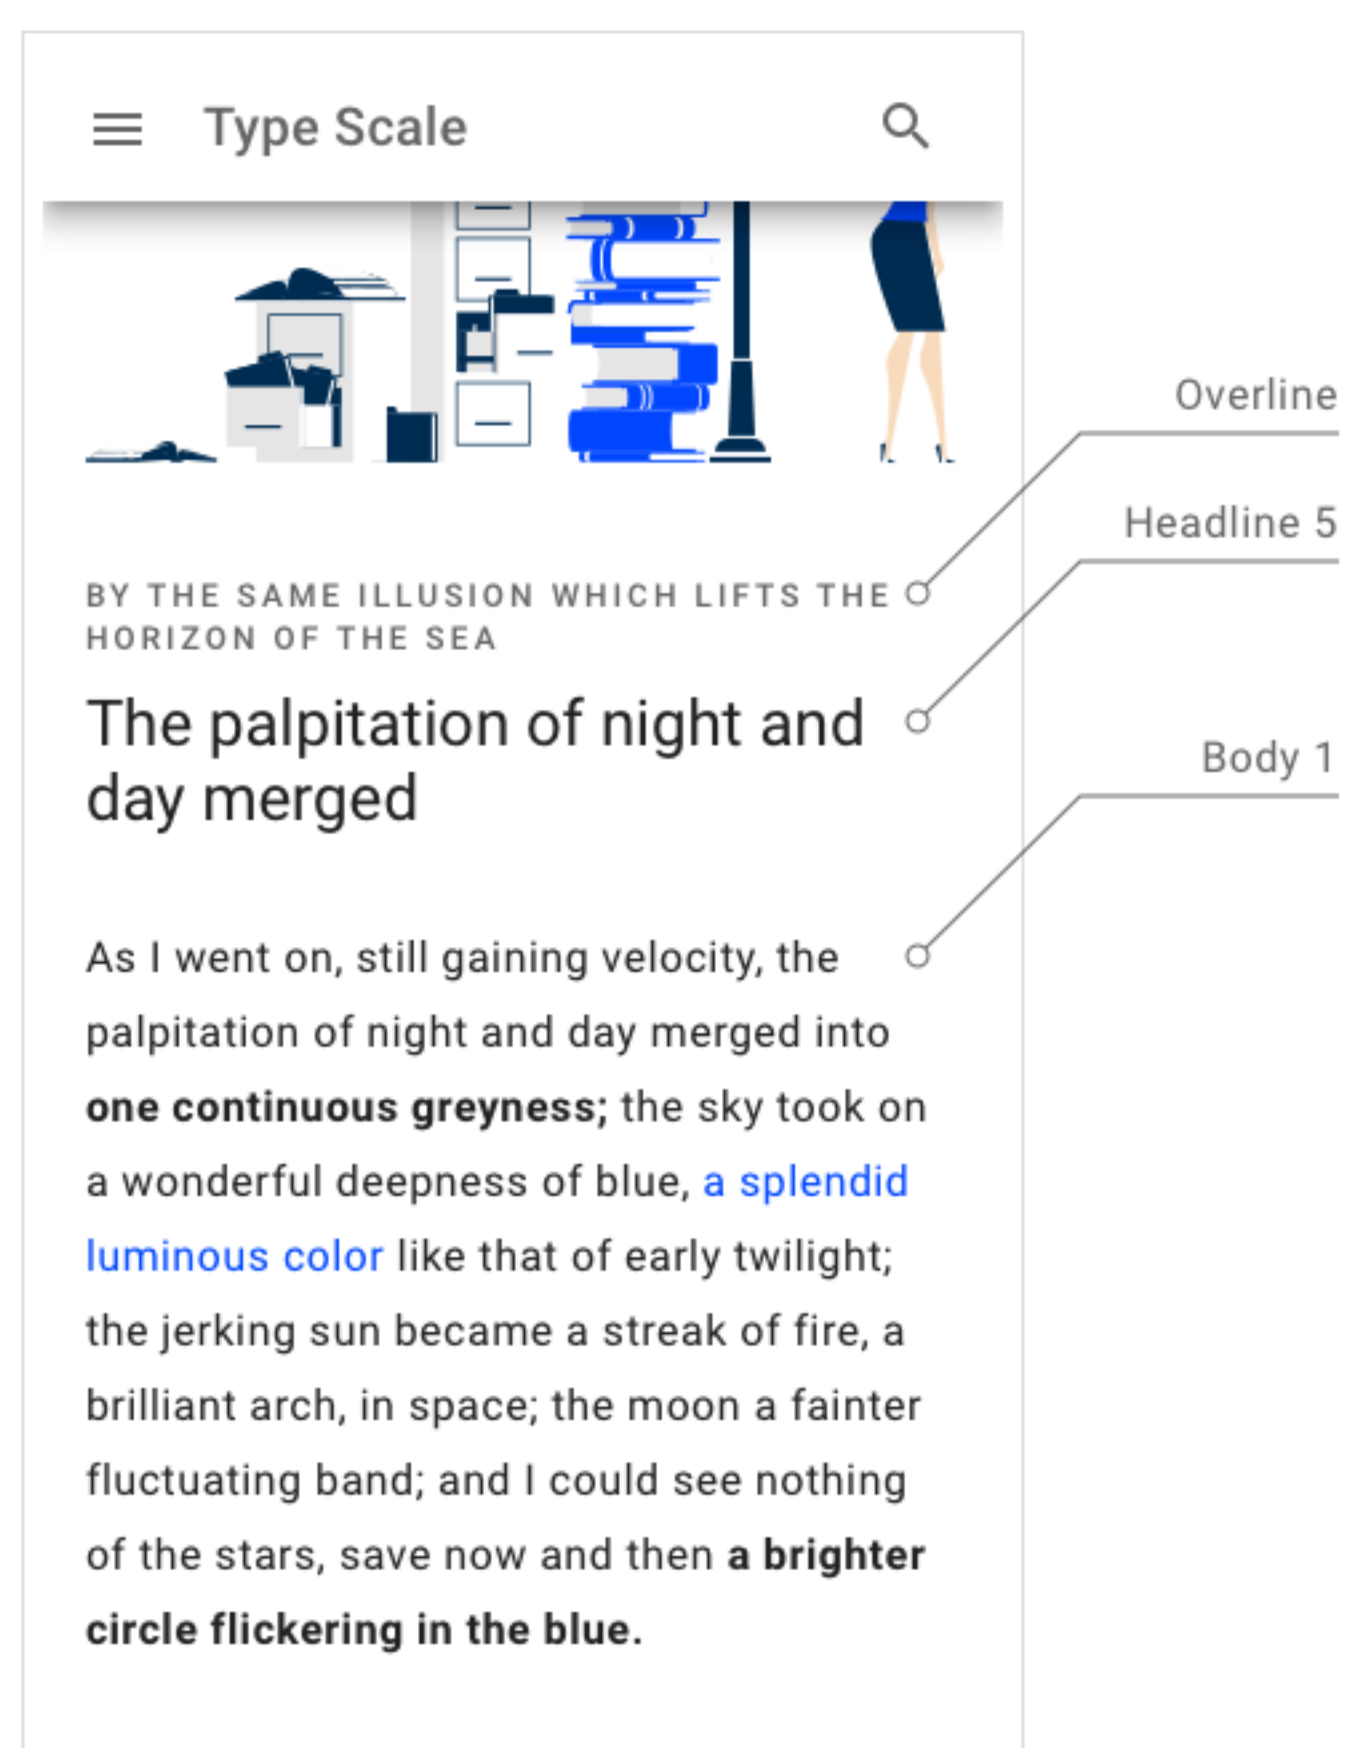 Type Scale
Overline
Headline 5
BY THE SAME ILLUSION WHICH LIFTS THE
HORIZON OF THE SEA
The palpitation of night and
day merged
Body 1
As I went on, still gaining velocity, the
palpitation of night and day merged into
one continuous greyness; the sky took on
a wonderful deepness of blue, a splendid
luminous color like that of early twilight;
the jerking sun became a streak of fire, a
brilliant arch, in space; the moon a fainter
fluctuating band; and I could see nothing
of the stars, save now and then a brighter
circle flickering in the blue.